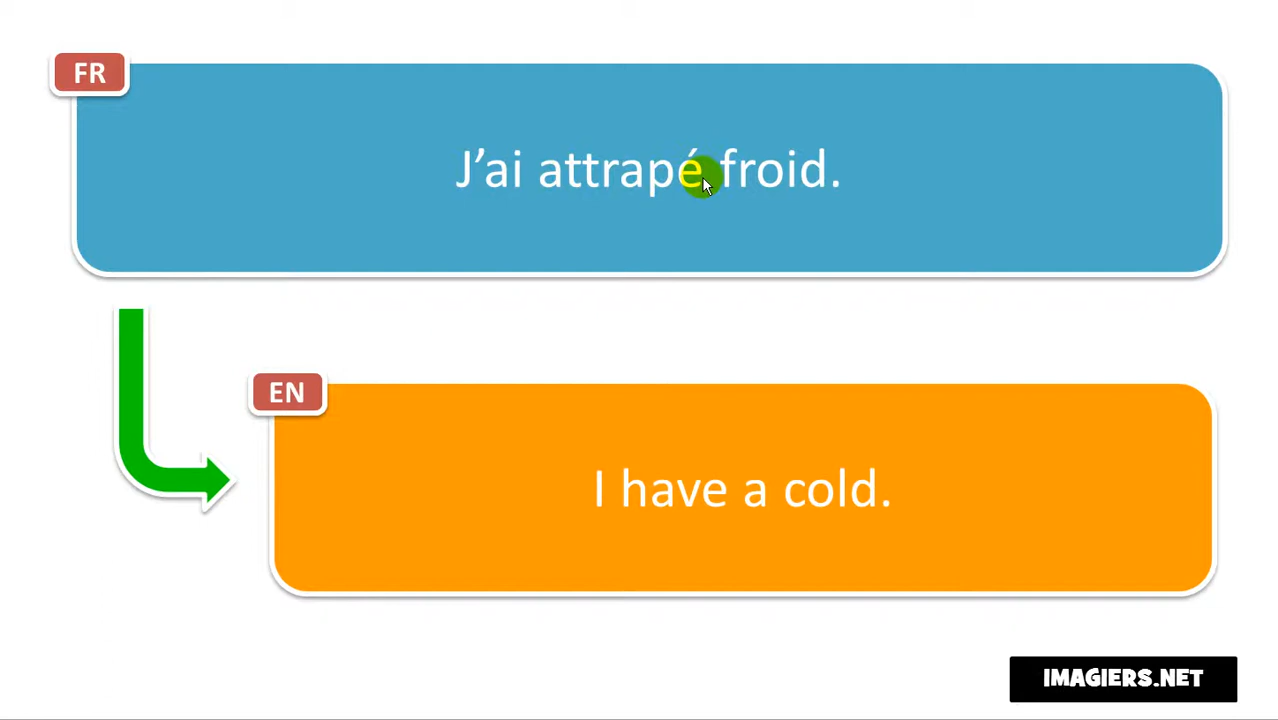 FR
J’ai attrapé froid.
EN
I have a cold.
IMAGIERS.NET